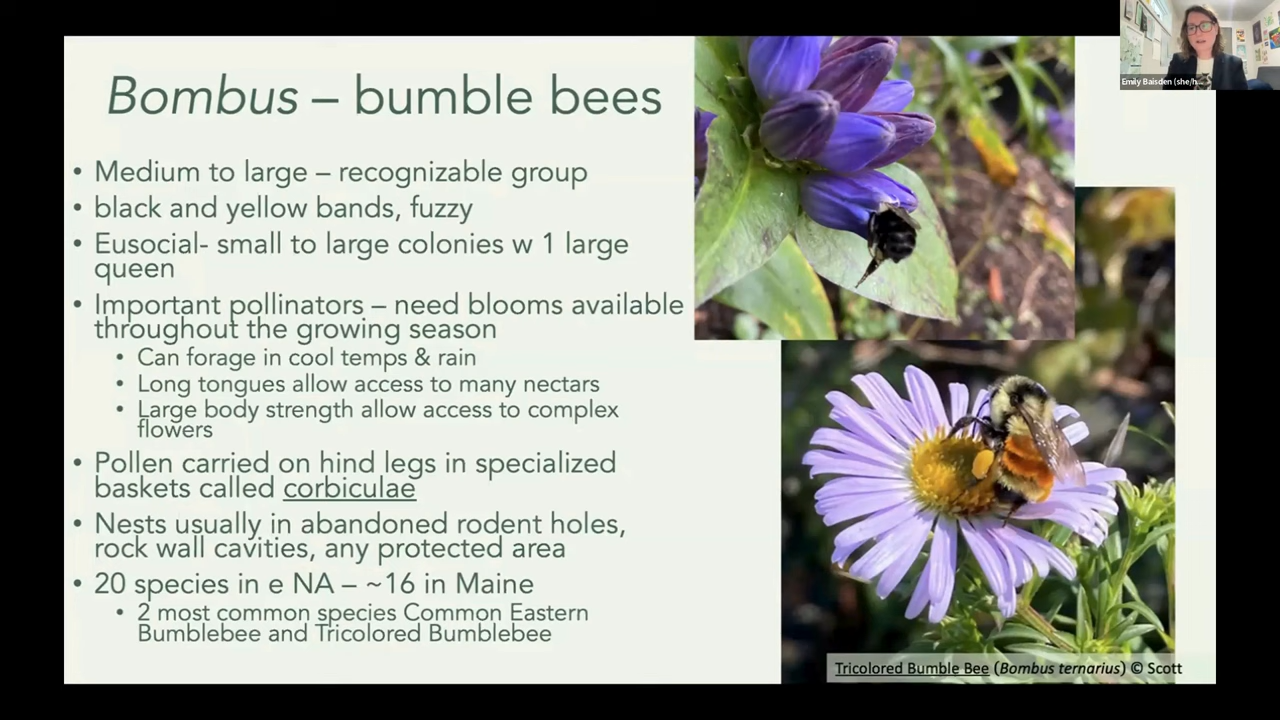 Bombus – bumble bees
• Medium to large – recognizable group
• black and yellow bands, fuzzy
• Eusocial- small to large colonies w 1 large
queen
• Important pollinators – need blooms available
throughout the growing season
• Can forage in cool temps & rain
• Long tongues allow access to many nectars
• Large body strength allow access to complex
flowers
• Pollen carried on hind legs in specialized
baskets called corbiculae
• Nests usually in abandoned rodent holes,
rock wall cavities, any protected area
• 20 species in e NA – ~16 in Maine
• 2 most common species Common Eastern
Bumblebee and Tricolored Bumblebee
Emily Baisden (she/h...
Tricolored Bumble Bee (Bombus ternarius) © Scott